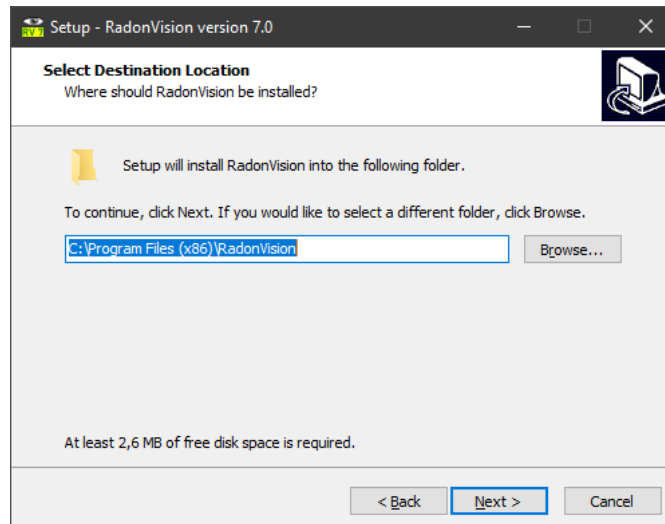 RV 7
Setup - RadonVision version 7.0
Select Destination Location
Where should RadonVision be installed?
Setup will install RadonVision into the following folder.
To continue, click Next. If you would like to select a different folder, click Browse.
C:\Program Files (x86)\RadonVision
Browse...
At least 2,6 MB of free disk space is required.
< Back
Next >
Cancel